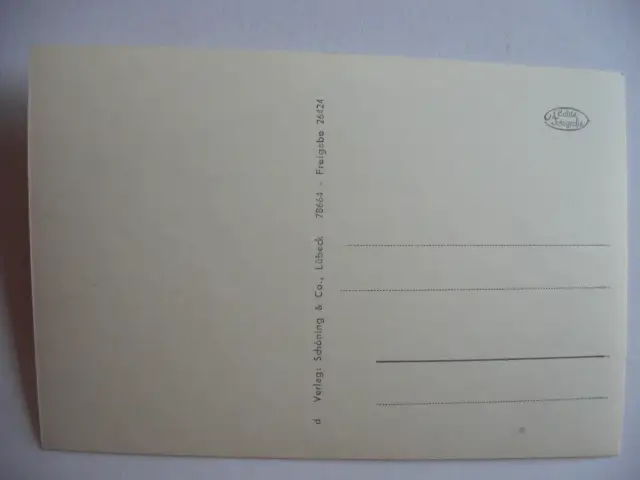 d Verlag: Schöning & Co., Lübeck 78664 - Freigabe 26424
Echte
Fotografie